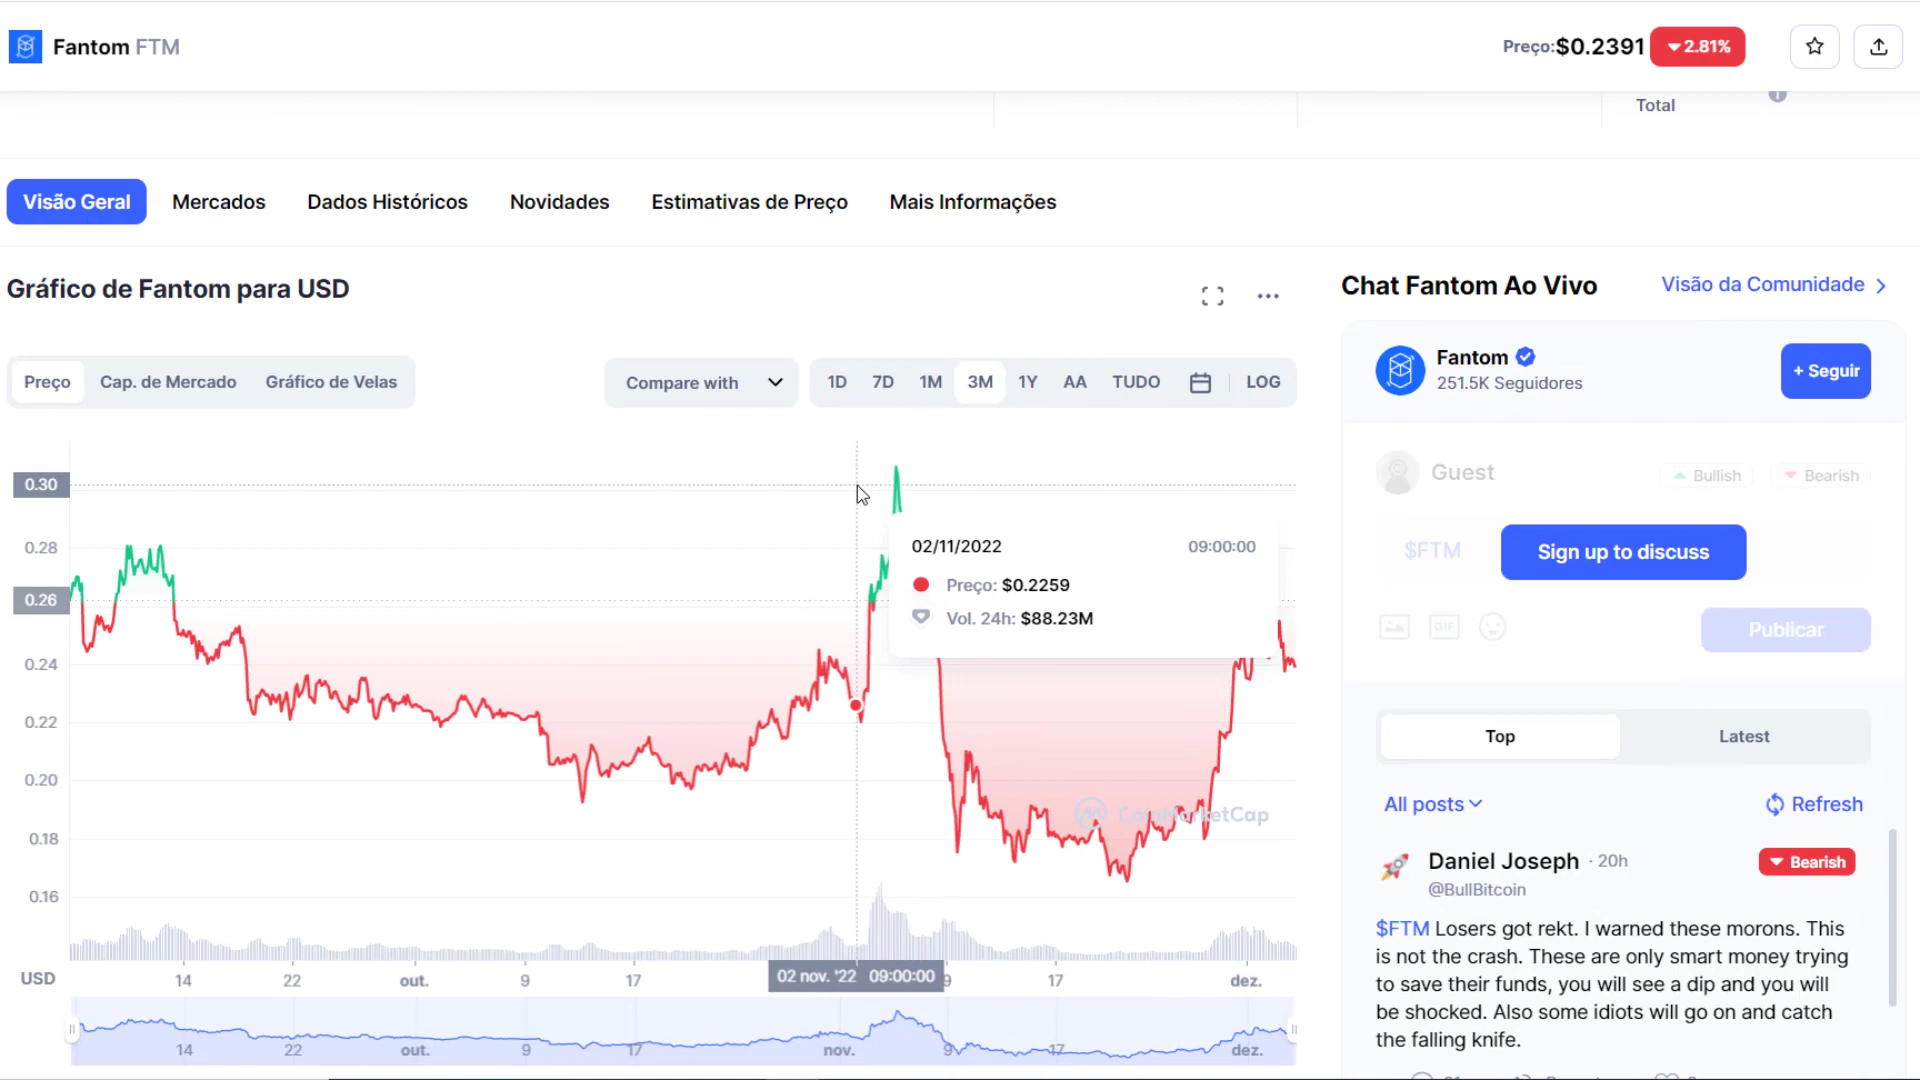 Fantom FTM
Preço:$0.2391 2.81%
Total
Visão Geral Mercados Dados Históricos Novidades Estimativas de Preço Mais Informações
Gráfico de Fantom para USD
Preço Cap. de Mercado Gráfico de Velas
Compare with
1D 7D 1M 3M 1Y AA TUDO LOG
0.30
0.28
0.26
0.24
0.22
0.20
0.18
0.16
02/11/2022 09:00:00
Preço: $0.2259
Vol. 24h: $88.23M
CoinMarketCap
USD 14 22 out. 9 17 02 nov. '22 09:00:00 9 17 dez.
14 22 out. 9 17 nov. 9 17 dez.
Chat Fantom Ao Vivo Visão da Comunidade
Fantom
251.5K Seguidores
+ Seguir
Guest Bullish Bearish
$FTM
Sign up to discuss
GIF
Publicar
Top Latest
All posts Refresh
Daniel Joseph · 20h Bearish
@BullBitcoin
$FTM Losers got rekt. I warned these morons. This
is not the crash. These are only smart money trying
to save their funds, you will see a dip and you will
be shocked. Also some idiots will go on and catch
the falling knife.